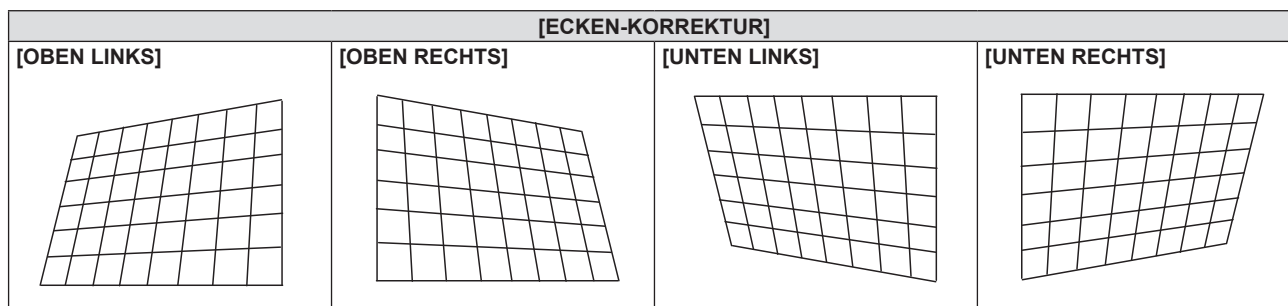 [ECKEN-KORREKTUR]
[OBEN LINKS] [OBEN RECHTS] [UNTEN LINKS] [UNTEN RECHTS]